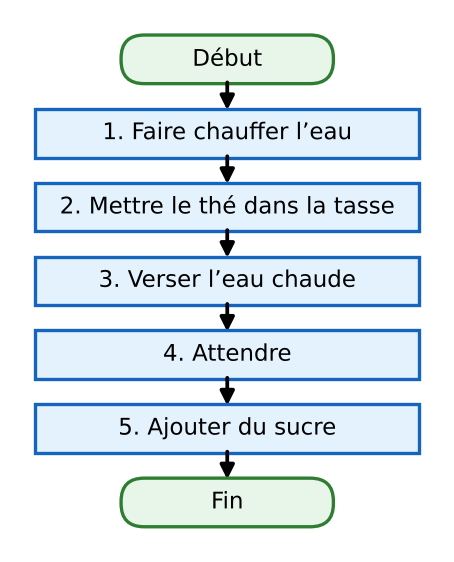 Début
1. Faire chauffer l’eau
2. Mettre le thé dans la tasse
3. Verser l’eau chaude
4. Attendre
5. Ajouter du sucre
Fin